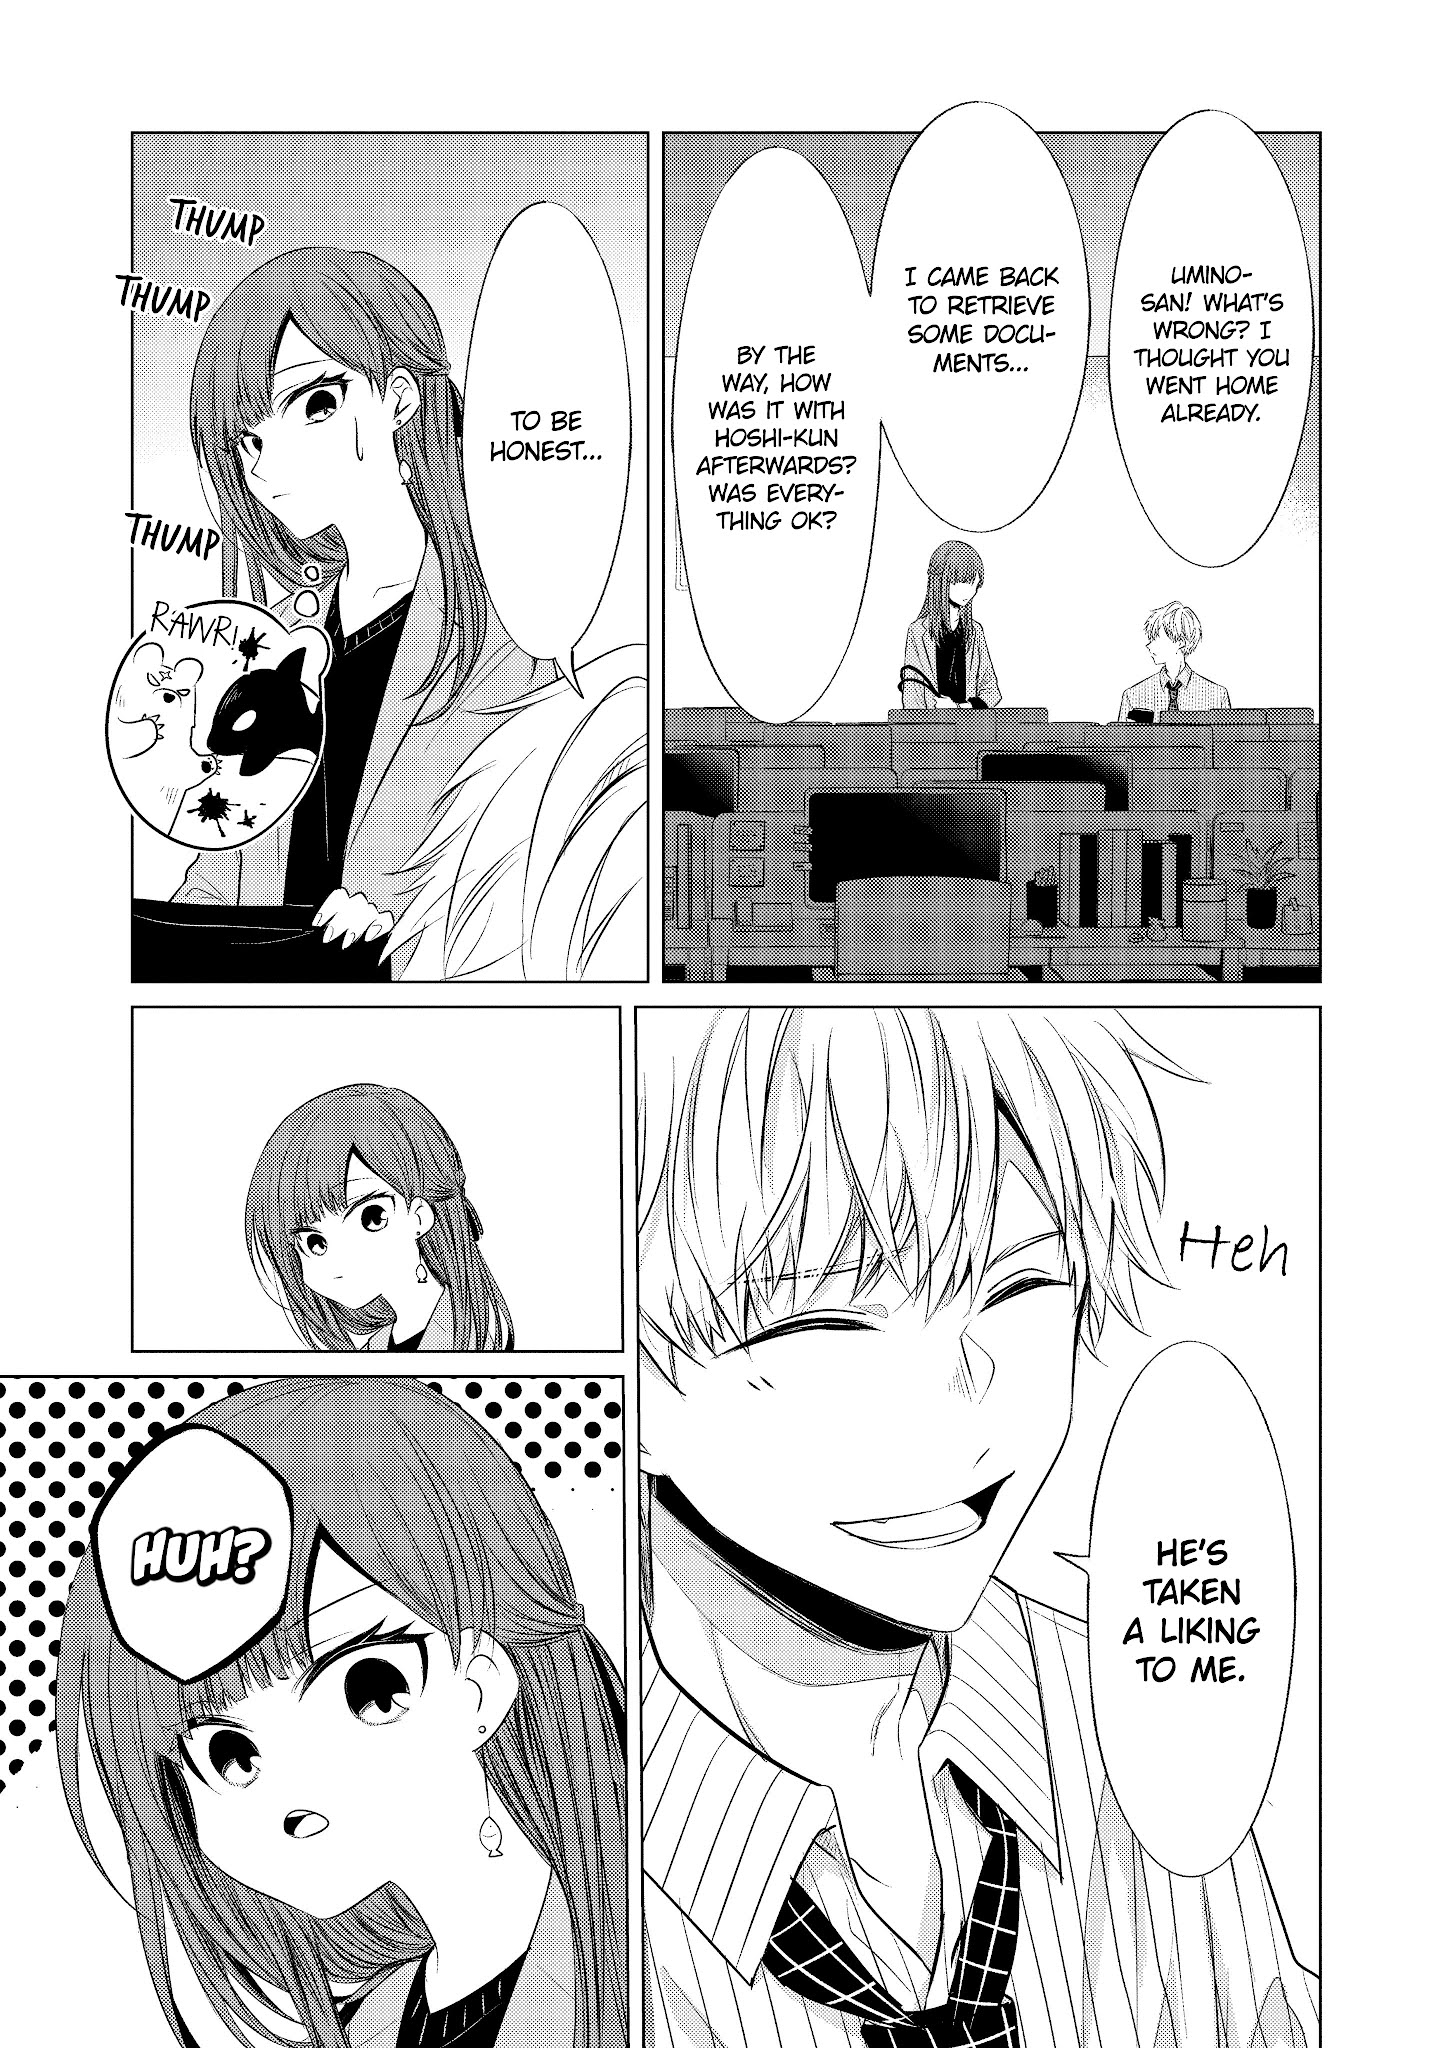 UMINO-
SAN! WHAT'S
WRONG? I
THOUGHT YOU
WENT HOME
ALREADY.
I CAME BACK
TO RETRIEVE
SOME DOCU-
MENTS...
BY THE
WAY, HOW
WAS IT WITH
HOSHI-KUN
AFTERWARDS?
WAS EVERY-
THING OK?
TO BE
HONEST...
THUMP
THUMP
THUMP
RAWR!
Heh
HE'S
TAKEN
A LIKING
TO ME.
HUH?